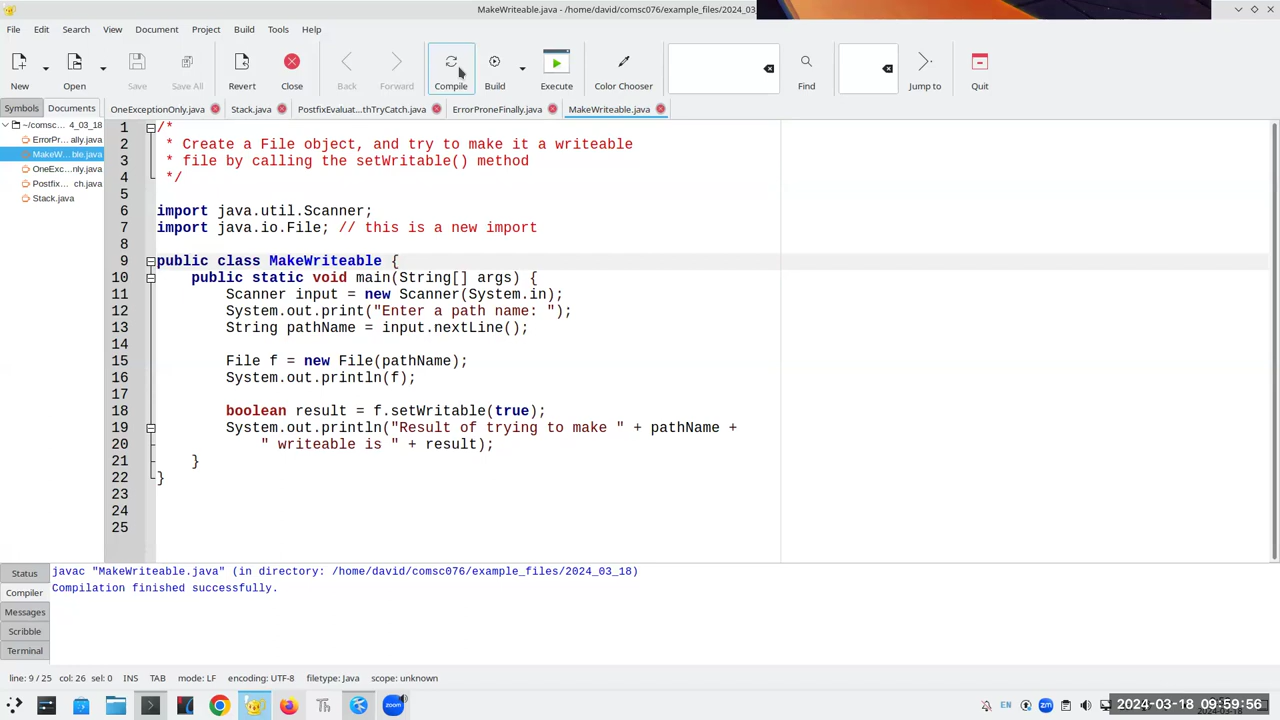 MakeWriteable.java - /home/david/comsc076/example_files/2024_03
File Edit Search View Document Project Build Tools Help
New Open Save Save All Revert Close Back Forward Compile Build Execute Color Chooser Find Jump to Quit
Symbols Documents OneExceptionOnly.java Stack.java PostfixEvaluat...thTryCatch.java ErrorProneFinally.java MakeWriteable.java
~/comsc... 4_03_18
ErrorPr... ally.java
MakeW... ble.java
OneExc...nly.java
Postfix... ch.java
Stack.java
1 /*
2 * Create a File object, and try to make it a writeable
3 * file by calling the setWritable() method
4 */
5
6 import java.util.Scanner;
7 import java.io.File; // this is a new import
8
9 public class MakeWriteable {
10 public static void main(String[] args) {
11 Scanner input = new Scanner(System.in);
12 System.out.print("Enter a path name: ");
13 String pathName = input.nextLine();
14
15 File f = new File(pathName);
16 System.out.println(f);
17
18 boolean result = f.setWritable(true);
19 System.out.println("Result of trying to make " + pathName +
20 " writeable is " + result);
21 }
22 }
23
24
25
Status
Compiler
Messages
Scribble
Terminal
javac "MakeWriteable.java" (in directory: /home/david/comsc076/example_files/2024_03_18)
Compilation finished successfully.
line: 9 / 25 col: 26 sel: 0 INS TAB mode: LF encoding: UTF-8 filetype: Java scope: unknown
Th zoom EN zm 2024-03-18 09:59:56